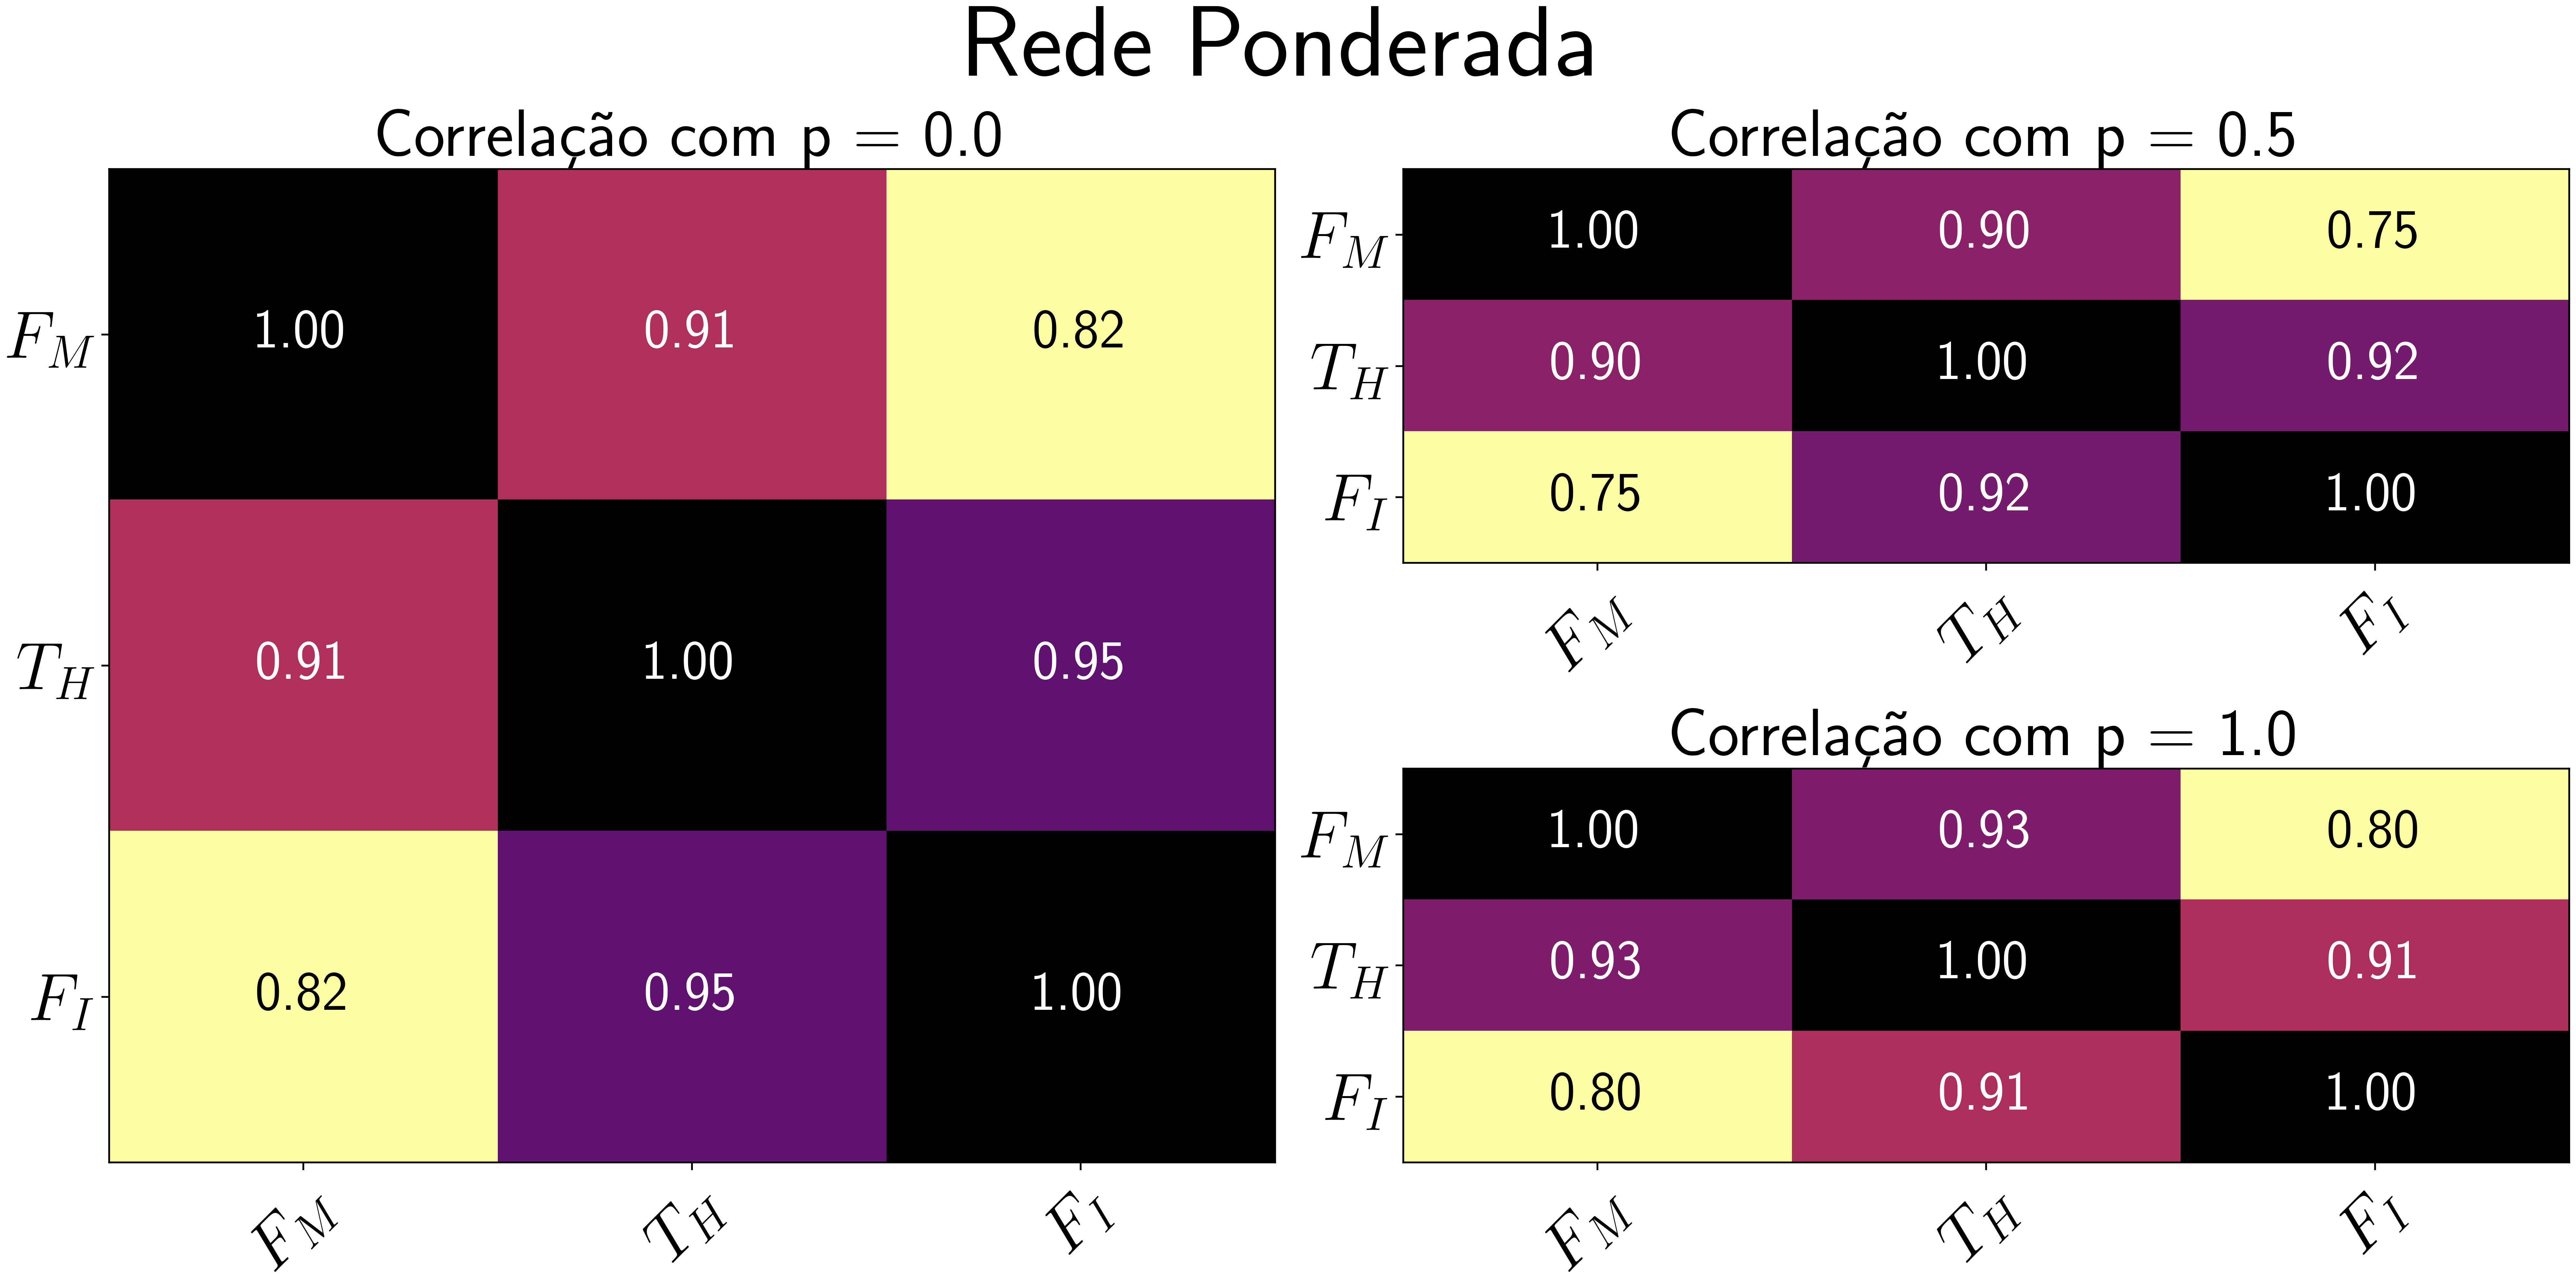 Rede Ponderada
Correlação com p = 0.0
F_M 1.00 0.91 0.82
T_H 0.91 1.00 0.95
F_I 0.82 0.95 1.00
F_M T_H F_I
Correlação com p = 0.5
F_M 1.00 0.90 0.75
T_H 0.90 1.00 0.92
F_I 0.75 0.92 1.00
F_M T_H F_I
Correlação com p = 1.0
F_M 1.00 0.93 0.80
T_H 0.93 1.00 0.91
F_I 0.80 0.91 1.00
F_M T_H F_I